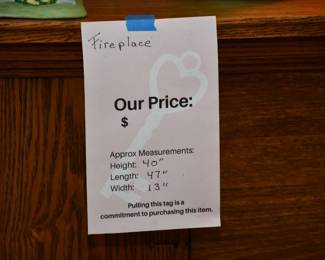 Fireplace
Our Price:
$
Approx Measurements:
Height: 40"
Length: 47"
Width: 13"
Pulling this tag is a
commitment to purchasing this item.